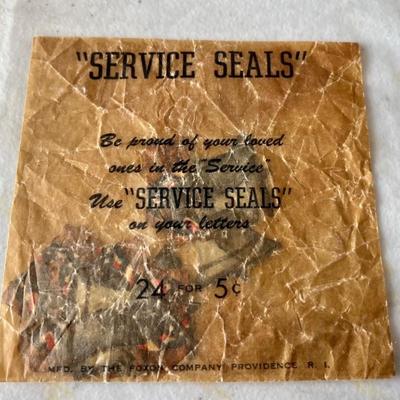 "SERVICE SEALS"
Be proud of your loved
ones in the "Service"
Use "SERVICE SEALS"
on your letters
24 FOR 5¢
MFD. BY THE FOXON COMPANY PROVIDENCE, R. I.